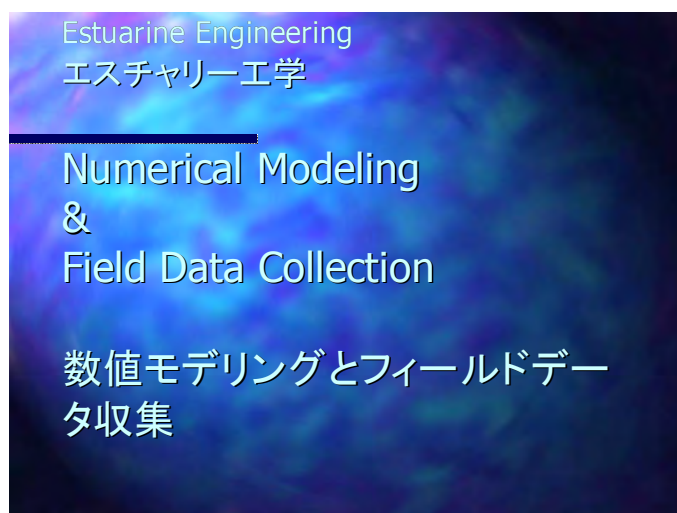 Estuarine Engineering
エスチャリー工学
Numerical Modeling
&
Field Data Collection
数値モデリングとフィールドデー
タ収集